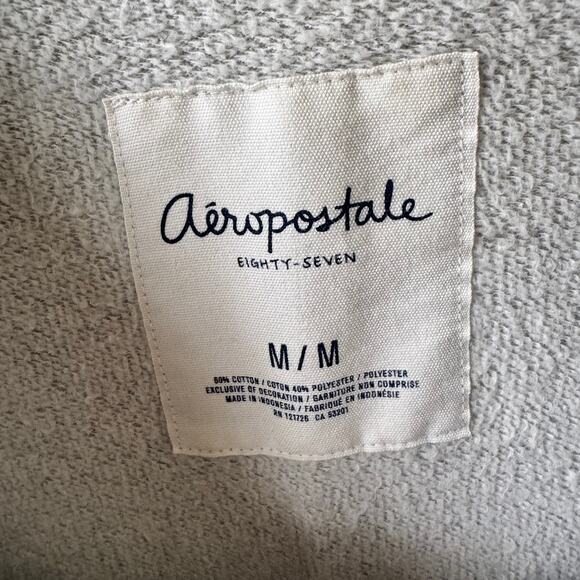 aéropostale
EIGHTY-SEVEN
M/M
60% COTTON / COTON 40% POLYESTER / POLYESTER
EXCLUSIVE OF DECORATION / GARNITURE NON COMPRISE
MADE IN INDONESIA / FABRIQUÉ EN INDONÉSIE
RN 121726 CA 53201